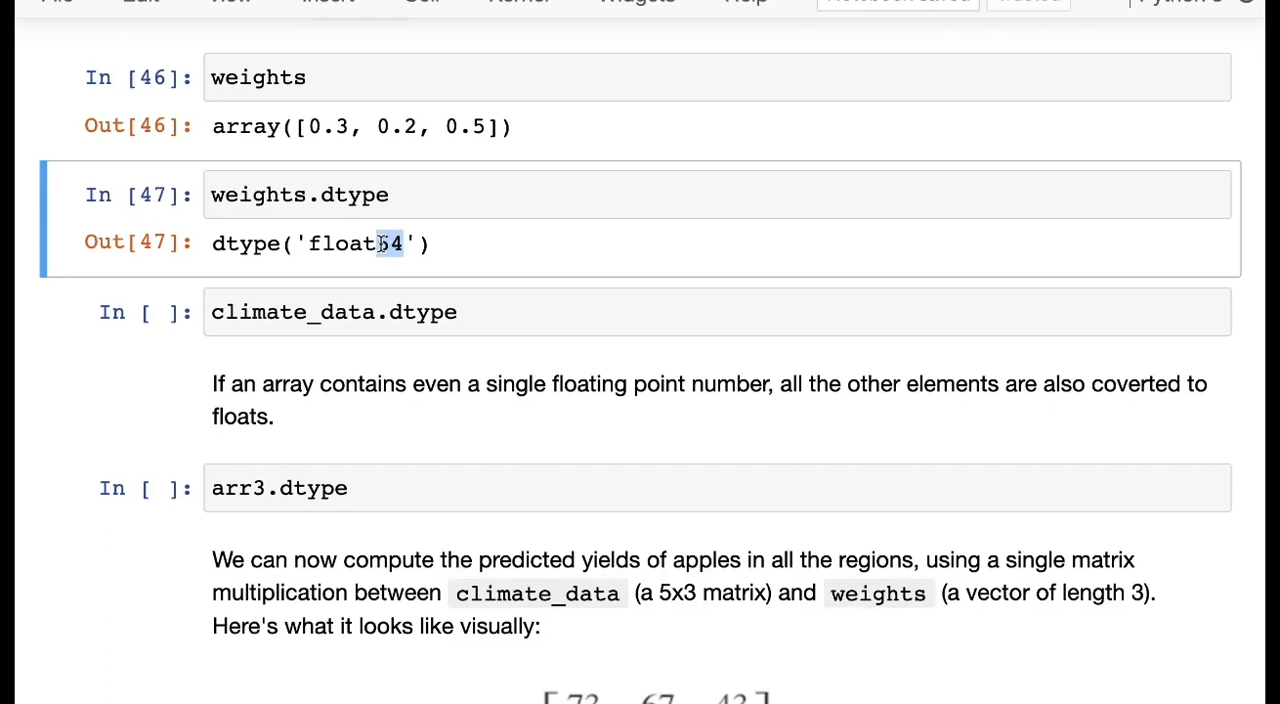 In [46]: weights
Out[46]: array([0.3, 0.2, 0.5])
In [47]: weights.dtype
Out[47]: dtype('float64')
In [ ]: climate_data.dtype
If an array contains even a single floating point number, all the other elements are also coverted to
floats.
In [ ]: arr3.dtype
We can now compute the predicted yields of apples in all the regions, using a single matrix
multiplication between climate_data (a 5x3 matrix) and weights (a vector of length 3).
Here's what it looks like visually: